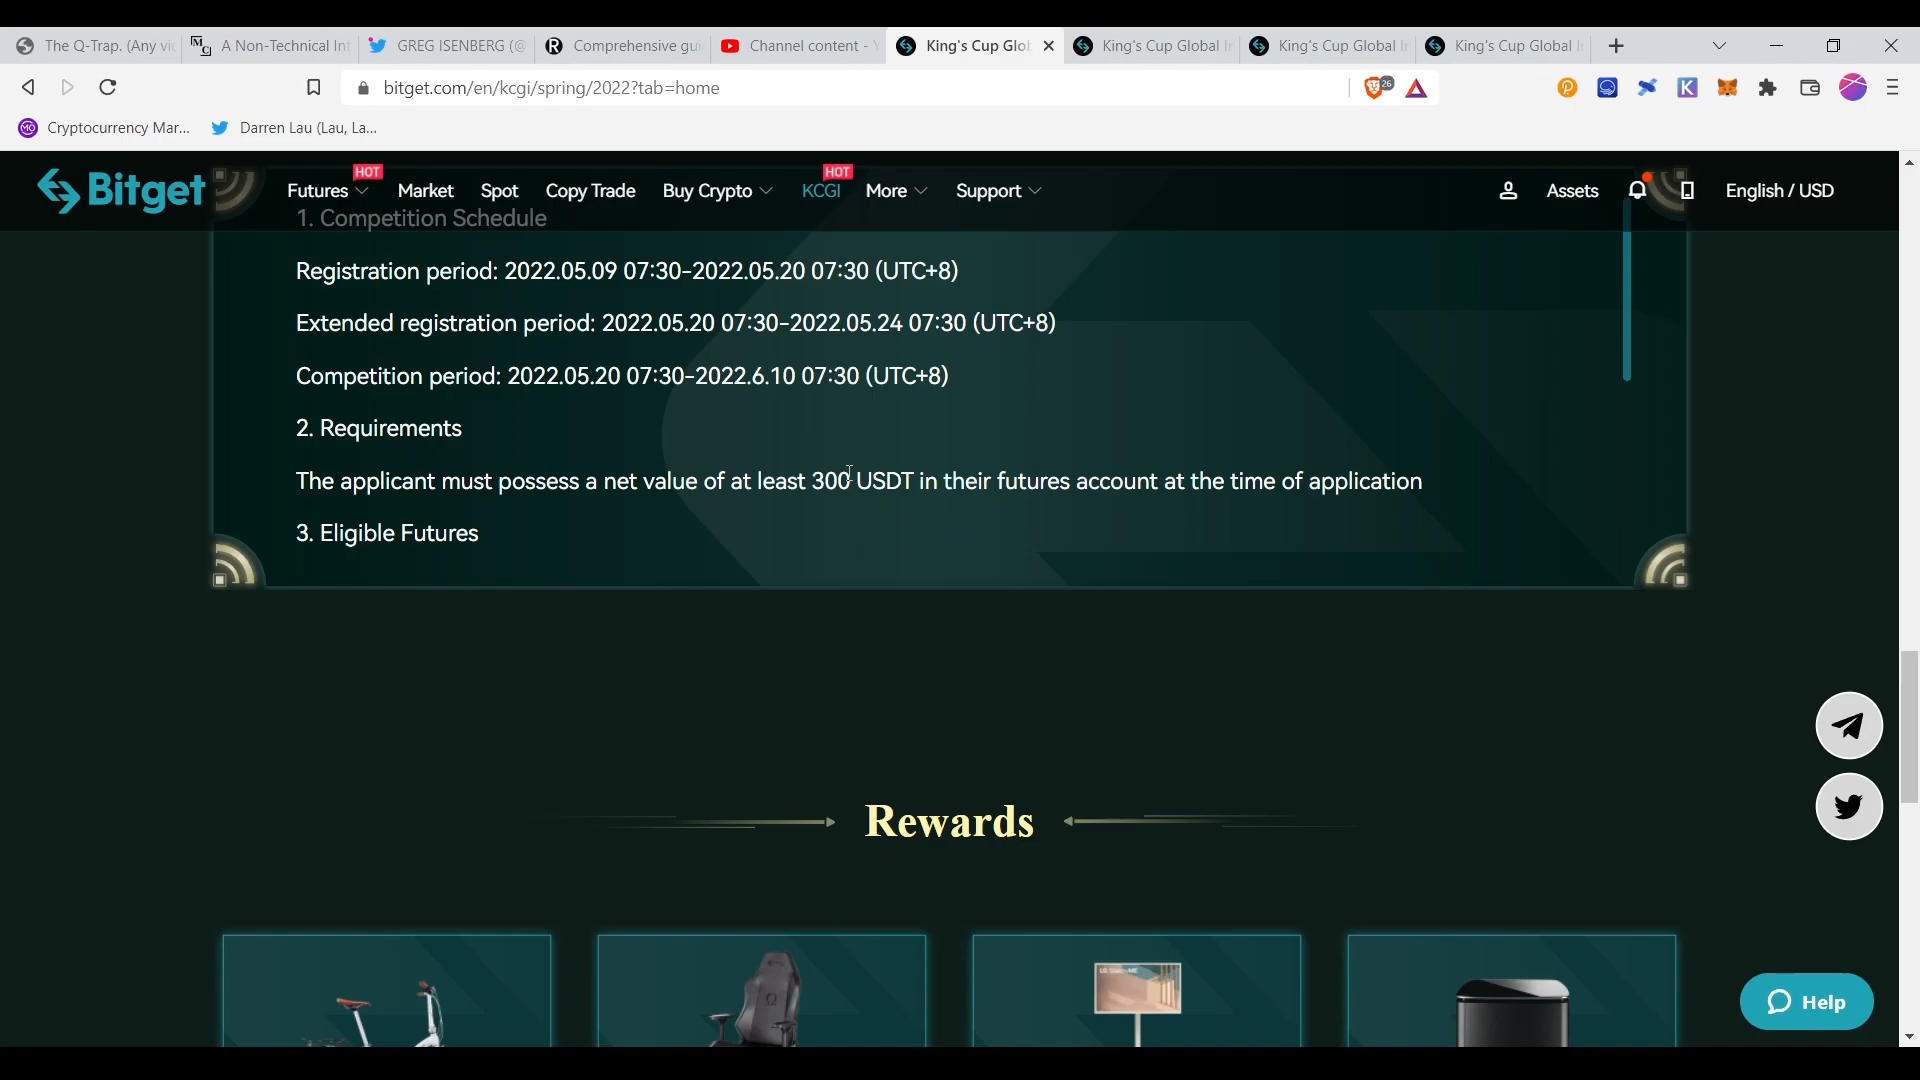 The Q-Trap. (Any vi
A Non-Technical Int
GREG ISENBERG (@
Comprehensive gui
Channel content - Y
King's Cup Glob
King's Cup Global I
King's Cup Global I
King's Cup Global I
bitget.com/en/kcgi/spring/2022?tab=home
26
Cryptocurrency Mar...
Darren Lau (Lau, La...
Bitget
Futures
HOT
Market
Spot
Copy Trade
Buy Crypto
KCGI
HOT
More
Support
Assets
English / USD
1. Competition Schedule
Registration period: 2022.05.09 07:30-2022.05.20 07:30 (UTC+8)
Extended registration period: 2022.05.20 07:30-2022.05.24 07:30 (UTC+8)
Competition period: 2022.05.20 07:30-2022.6.10 07:30 (UTC+8)
2. Requirements
The applicant must possess a net value of at least 300 USDT in their futures account at the time of application
3. Eligible Futures
Rewards
Help